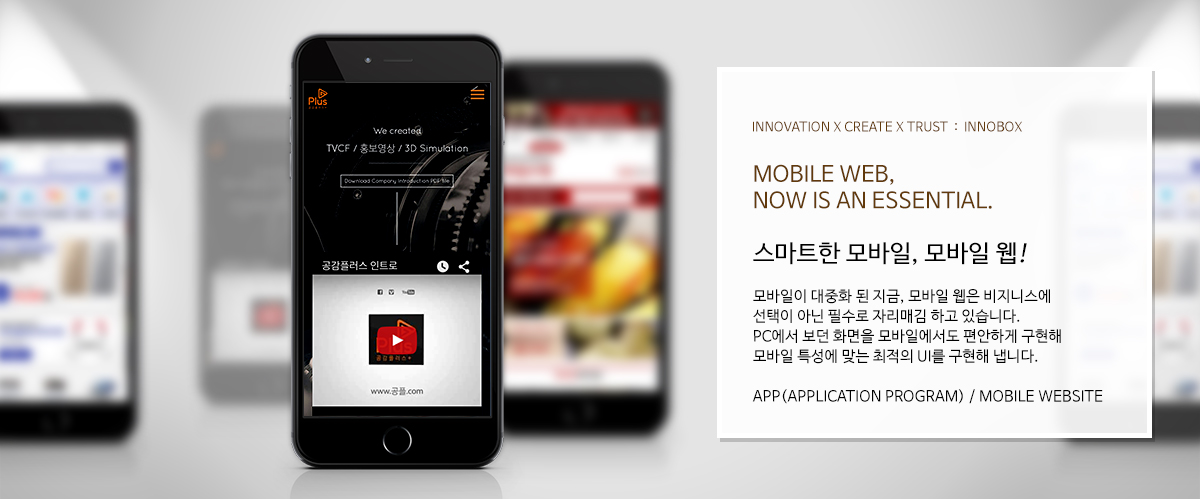 Plus
We created
TVCF / 홍보영상 / 3D Simulation
Download Company Introduction PDF file
공감플러스 인트로
YouTube
Plus
공감플러스+
www.공플.com
INNOVATION X CREATE X TRUST : INNOBOX
MOBILE WEB,
NOW IS AN ESSENTIAL.
스마트한 모바일, 모바일 웹!
모바일이 대중화 된 지금, 모바일 웹은 비지니스에
선택이 아닌 필수로 자리매김 하고 있습니다.
PC에서 보던 화면을 모바일에서도 편안하게 구현해
모바일 특성에 맞는 최적의 UI를 구현해 냅니다.
APP(APPLICATION PROGRAM) / MOBILE WEBSITE